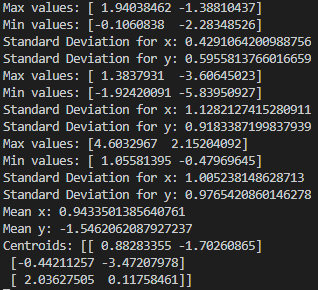 Max values: [ 1.94038462 -1.38810437]
Min values: [-0.1060838  -2.28348526]
Standard Deviation for x: 0.4291064200988756
Standard Deviation for y: 0.5955813766016659
Max values: [ 1.3837931  -3.60645023]
Min values: [-1.92420091 -5.83950927]
Standard Deviation for x: 1.1282127415280911
Standard Deviation for y: 0.9183387199837939
Max values: [4.6032967  2.15204092]
Min values: [ 1.05581395 -0.47969645]
Standard Deviation for x: 1.005238148628713
Standard Deviation for y: 0.9765420860146278
Mean x: 0.9433501385640761
Mean y: -1.5462062087927237
Centroids: [[ 0.88283355 -1.70260865]
 [-0.44211257 -3.47207978]
 [ 2.03627505  0.11758461]]